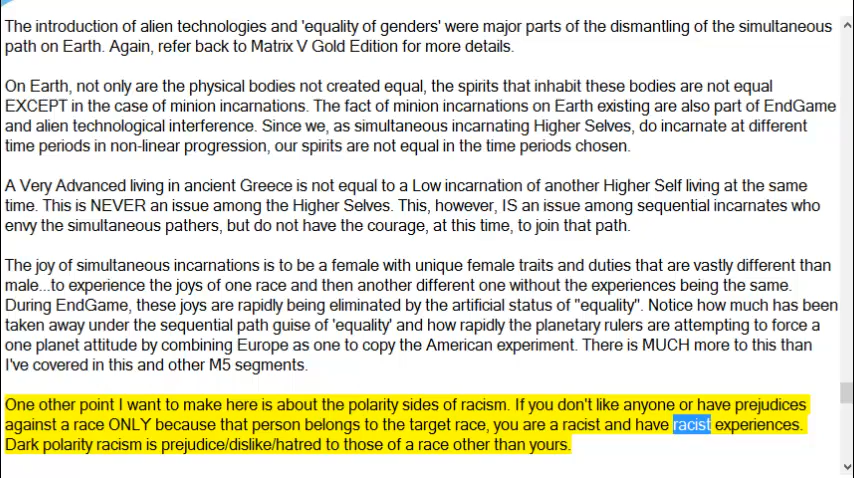 The introduction of alien technologies and 'equality of genders' were major parts of the dismantling of the simultaneous
path on Earth. Again, refer back to Matrix V Gold Edition for more details.
On Earth, not only are the physical bodies not created equal, the spirits that inhabit these bodies are not equal
EXCEPT in the case of minion incarnations. The fact of minion incarnations on Earth existing are also part of EndGame
and alien technological interference. Since we, as simultaneous incarnating Higher Selves, do incarnate at different
time periods in non-linear progression, our spirits are not equal in the time periods chosen.
A Very Advanced living in ancient Greece is not equal to a Low incarnation of another Higher Self living at the same
time. This is NEVER an issue among the Higher Selves. This, however, IS an issue among sequential incarnates who
envy the simultaneous pathers, but do not have the courage, at this time, to join that path.
The joy of simultaneous incarnations is to be a female with unique female traits and duties that are vastly different than
male...to experience the joys of one race and then another different one without the experiences being the same.
During EndGame, these joys are rapidly being eliminated by the artificial status of "equality". Notice how much has been
taken away under the sequential path guise of 'equality' and how rapidly the planetary rulers are attempting to force a
one planet attitude by combining Europe as one to copy the American experiment. There is MUCH more to this than
I've covered in this and other M5 segments.
One other point I want to make here is about the polarity sides of racism. If you don't like anyone or have prejudices
against a race ONLY because that person belongs to the target race, you are a racist and have racist experiences.
Dark polarity racism is prejudice/dislike/hatred to those of a race other than yours.